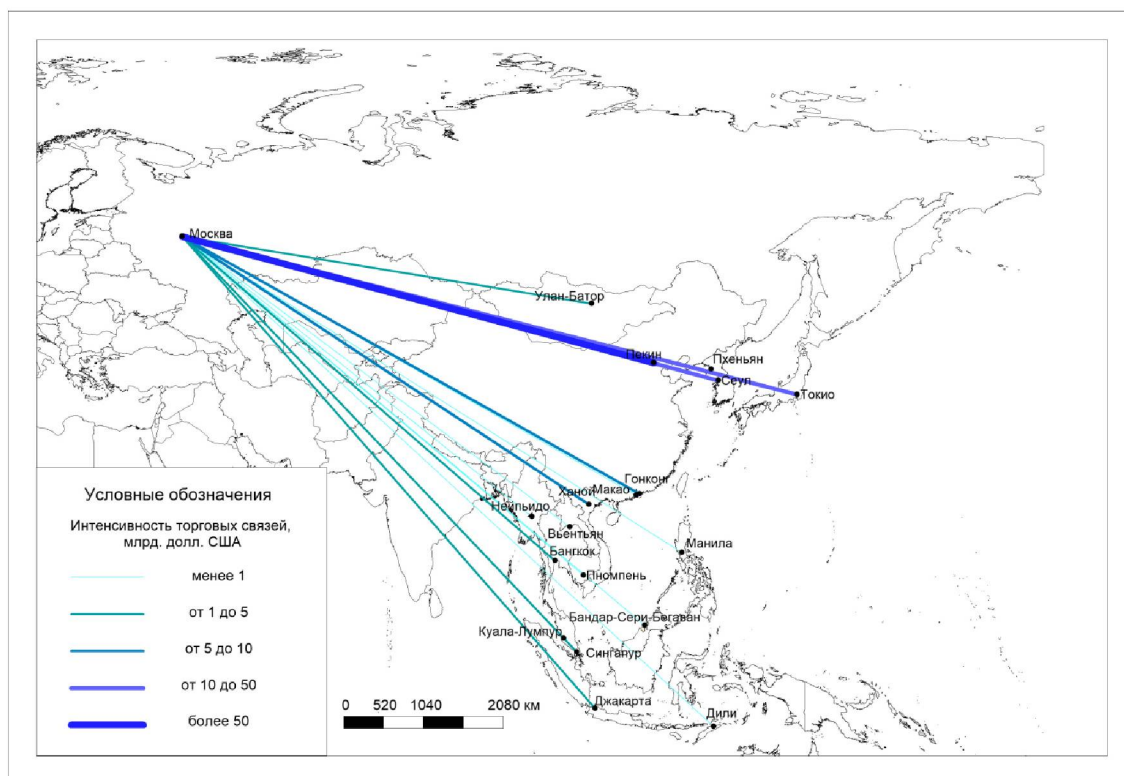 Москва
Улан-Батор
Пекин
Пхеньян
Сеул
Токио
Гонконг
Ханой
Макао
Нейпьидо
Вьентьян
Манила
Бангкок
Пномпень
Бандар-Сери-Бегаван
Куала-Лумпур
Сингапур
Джакарта
Дили
Условные обозначения
Интенсивность торговых связей,
млрд. долл. США
менее 1
от 1 до 5
от 5 до 10
от 10 до 50
более 50
0 520 1040 2080 км